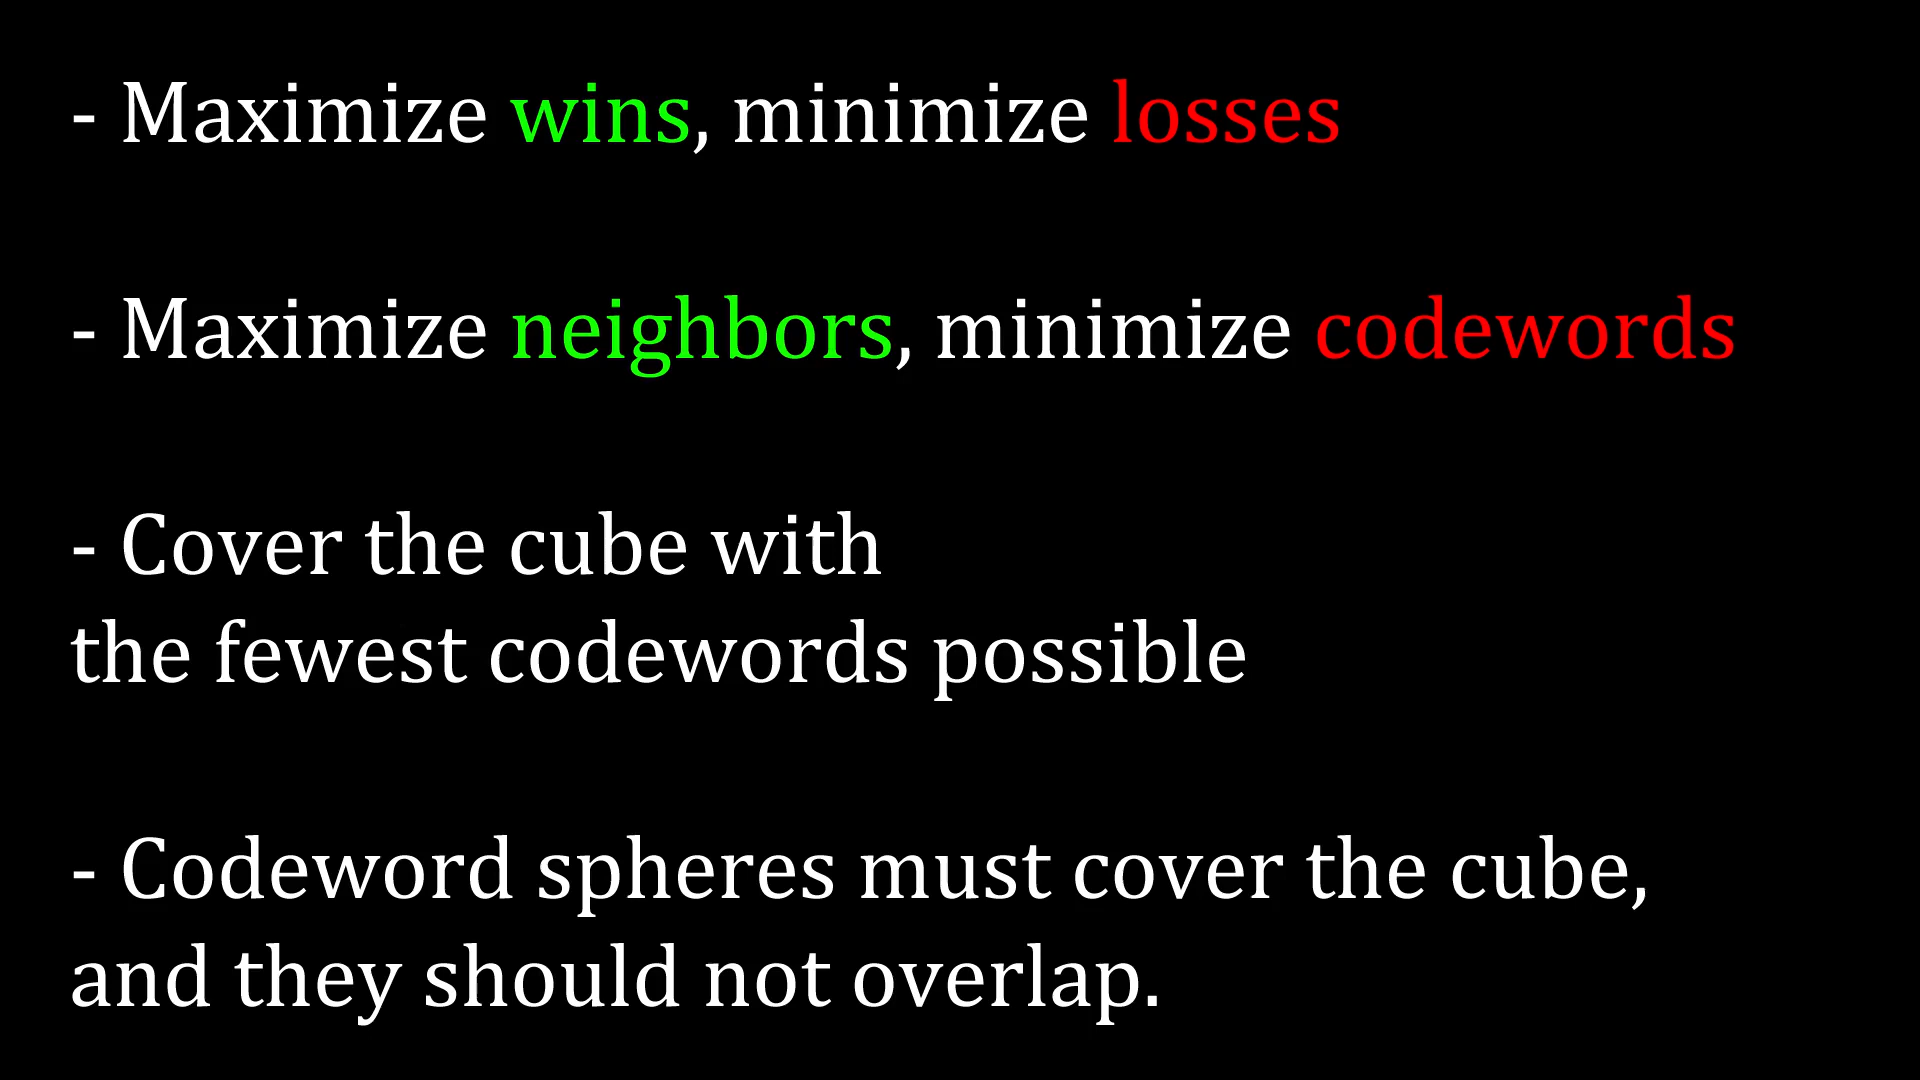 - Maximize wins, minimize losses
- Maximize neighbors, minimize codewords
- Cover the cube with
the fewest codewords possible
- Codeword spheres must cover the cube,
and they should not overlap.